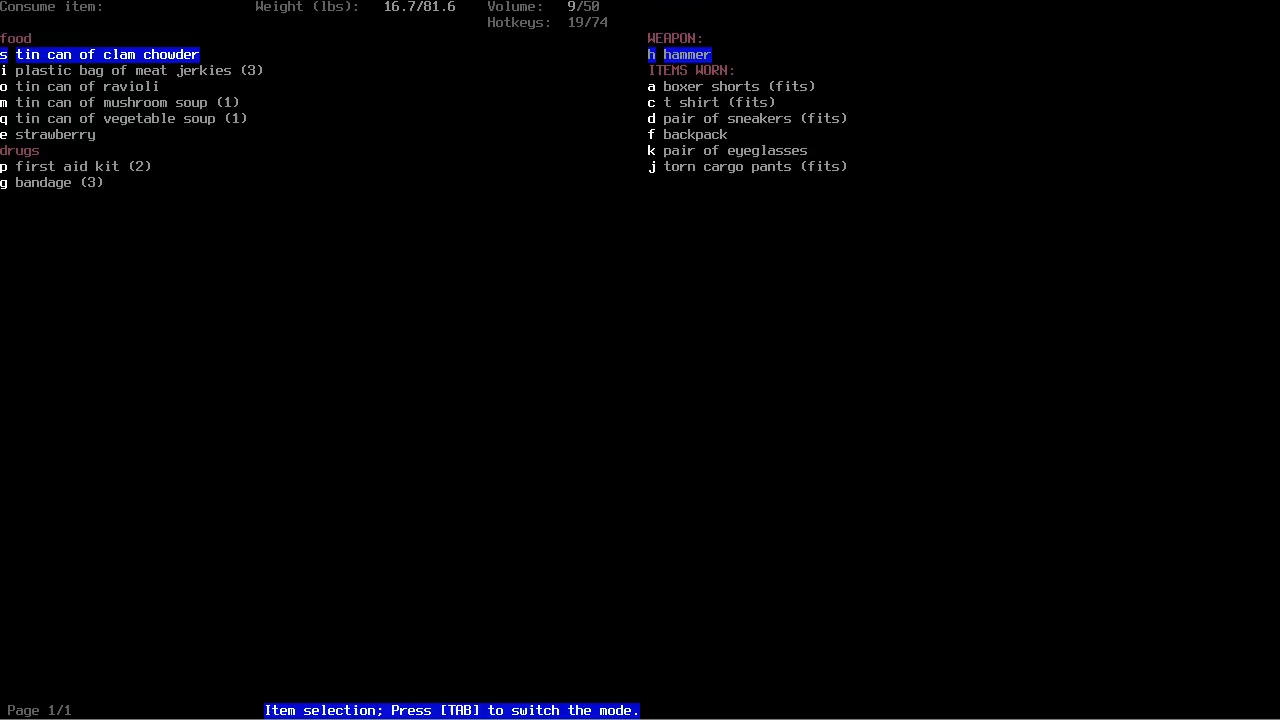 Consume item: Weight (lbs): 16.7/81.6 Volume: 9/50
Hotkeys: 19/74
food
s tin can of clam chowder
i plastic bag of meat jerkies (3)
o tin can of ravioli
m tin can of mushroom soup (1)
q tin can of vegetable soup (1)
e strawberry
drugs
p first aid kit (2)
g bandage (3)
WEAPON:
h hammer
ITEMS WORN:
a boxer shorts (fits)
c t shirt (fits)
d pair of sneakers (fits)
f backpack
k pair of eyeglasses
j torn cargo pants (fits)
Page 1/1 Item selection; Press [TAB] to switch the mode.